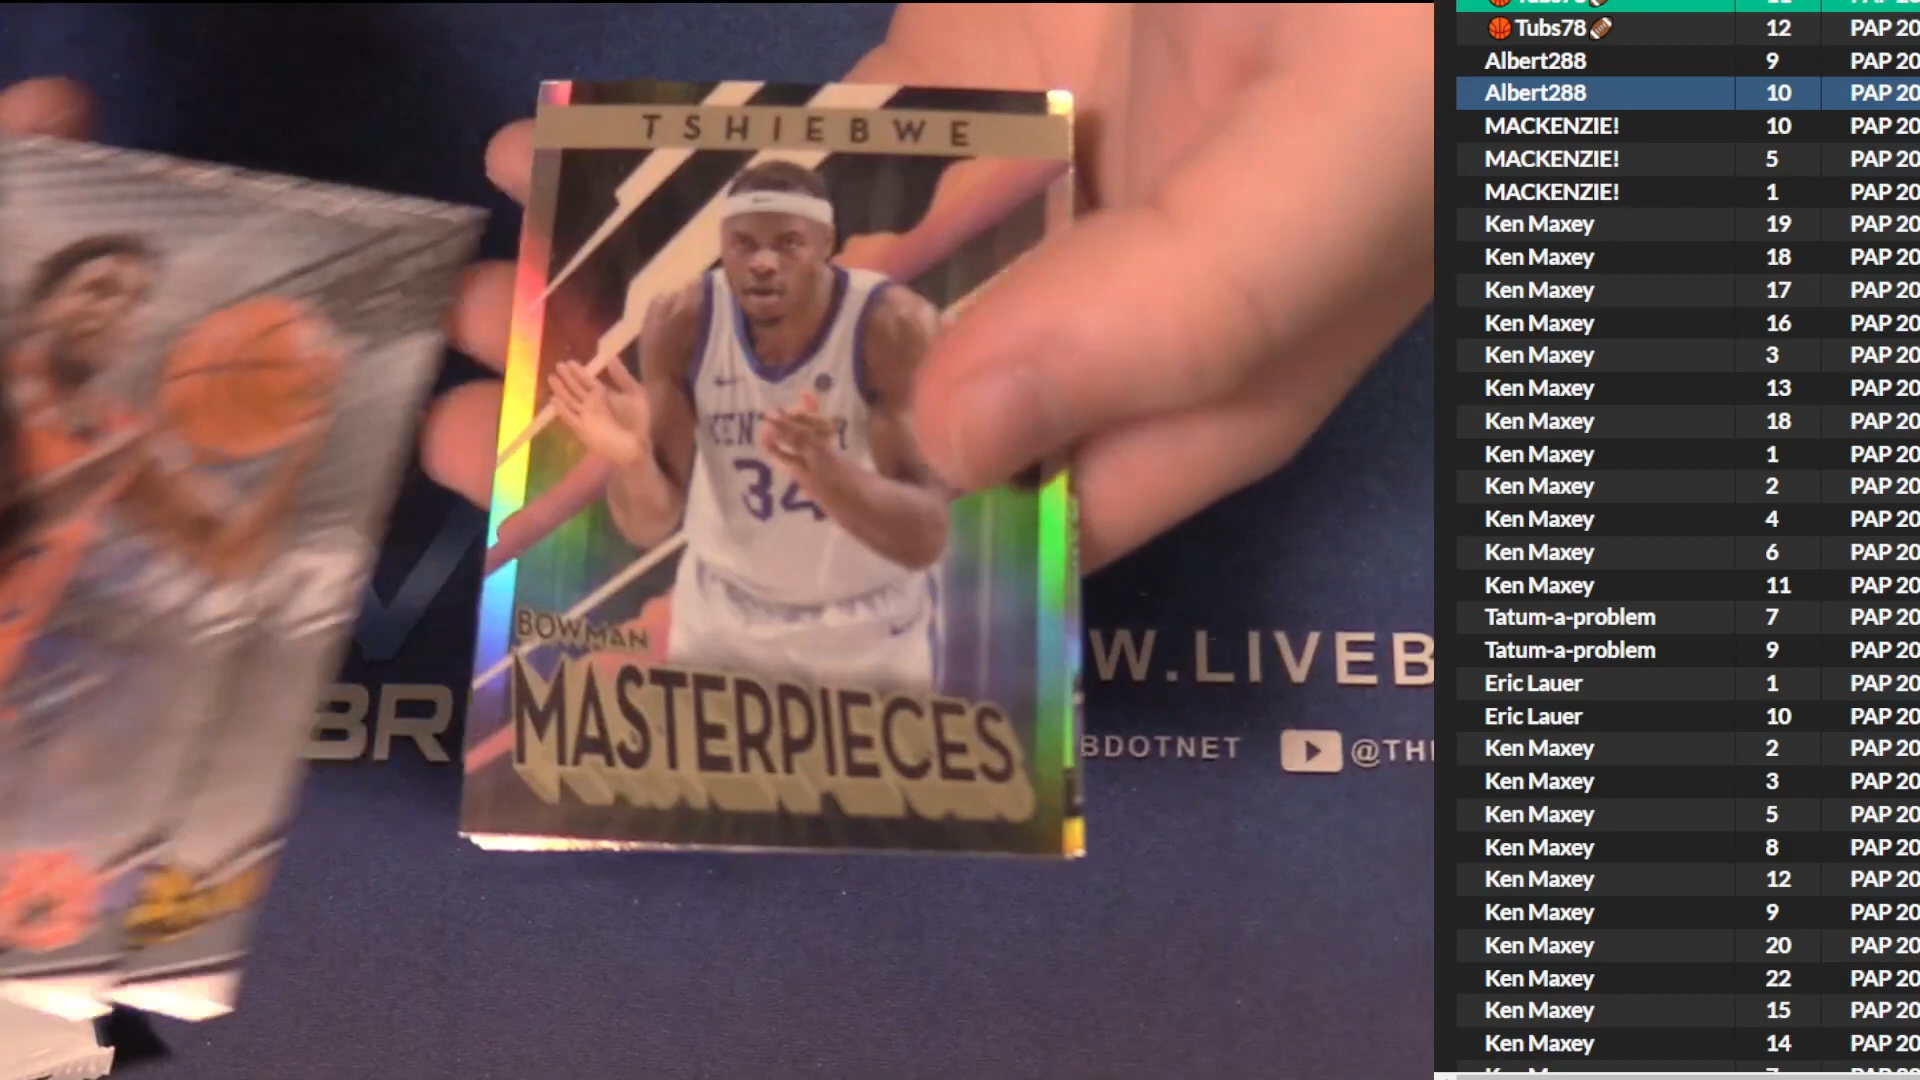 TSHIEBWE
34
BOWMAN
MASTERPIECES
W.LIVEB
BDOTNET
@TH
BR
Tubs78 12 PAP 20
Albert288 9 PAP 20
Albert288 10 PAP 20
MACKENZIE! 10 PAP 20
MACKENZIE! 5 PAP 20
MACKENZIE! 1 PAP 20
Ken Maxey 19 PAP 20
Ken Maxey 18 PAP 20
Ken Maxey 17 PAP 20
Ken Maxey 16 PAP 20
Ken Maxey 3 PAP 20
Ken Maxey 13 PAP 20
Ken Maxey 18 PAP 20
Ken Maxey 1 PAP 20
Ken Maxey 2 PAP 20
Ken Maxey 4 PAP 20
Ken Maxey 6 PAP 20
Ken Maxey 11 PAP 20
Tatum-a-problem 7 PAP 20
Tatum-a-problem 9 PAP 20
Eric Lauer 1 PAP 20
Eric Lauer 10 PAP 20
Ken Maxey 2 PAP 20
Ken Maxey 3 PAP 20
Ken Maxey 5 PAP 20
Ken Maxey 8 PAP 20
Ken Maxey 12 PAP 20
Ken Maxey 9 PAP 20
Ken Maxey 20 PAP 20
Ken Maxey 22 PAP 20
Ken Maxey 15 PAP 20
Ken Maxey 14 PAP 20